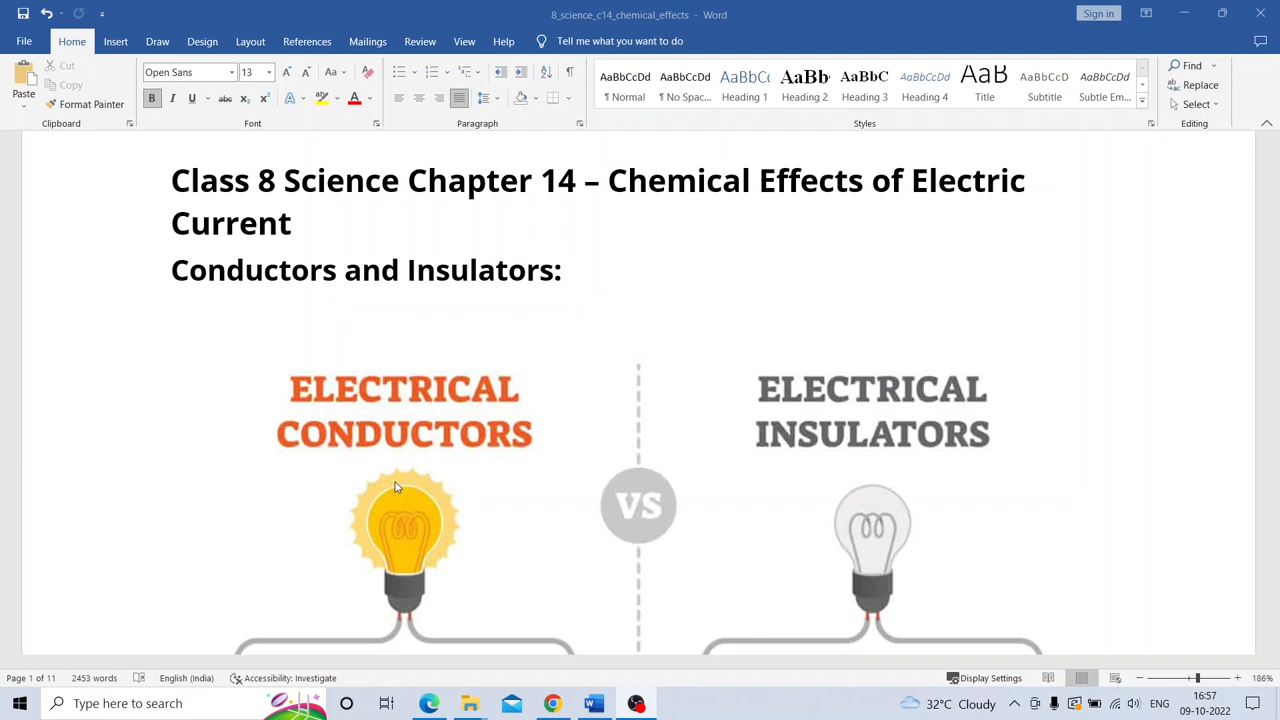 8_science_c14_chemical_effects - Word
Sign in
File Home Insert Draw Design Layout References Mailings Review View Help Tell me what you want to do
Paste
Cut
Copy
Format Painter
Clipboard
Open Sans 13
Font
Paragraph
AaBbCcDd AaBbCcDd AaBbCc AaBbC AaBbC AaBbCcDd AaB AaBbCcD AaBbCcDd
¶ Normal ¶ No Spac... Heading 1 Heading 2 Heading 3 Heading 4 Title Subtitle Subtle Em...
Styles
Find
Replace
Select
Editing
Class 8 Science Chapter 14 – Chemical Effects of Electric
Current
Conductors and Insulators:
ELECTRICAL
CONDUCTORS
VS
ELECTRICAL
INSULATORS
Page 1 of 11 2453 words English (India) Accessibility: Investigate Display Settings 186%
Type here to search
32°C Cloudy
ENG
16:57
09-10-2022